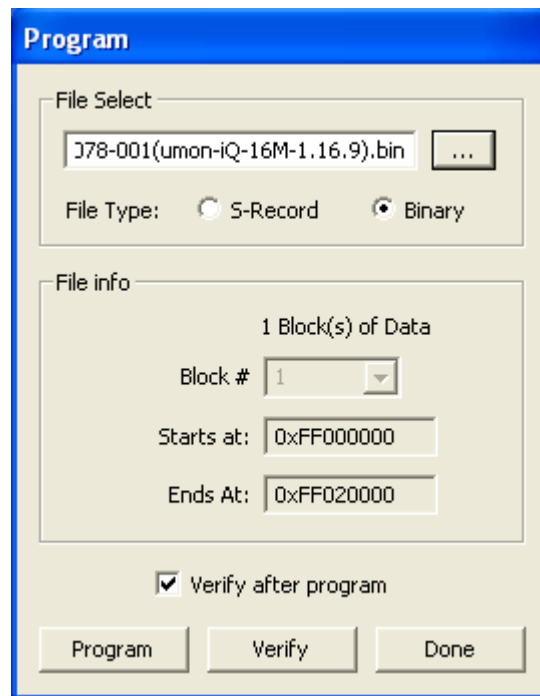 Program
File Select
078-001(umon-iQ-16M-1.16.9).bin ...
File Type: S-Record Binary
File info
1 Block(s) of Data
Block # 1
Starts at: 0xFF000000
Ends At: 0xFF020000
Verify after program
Program Verify Done